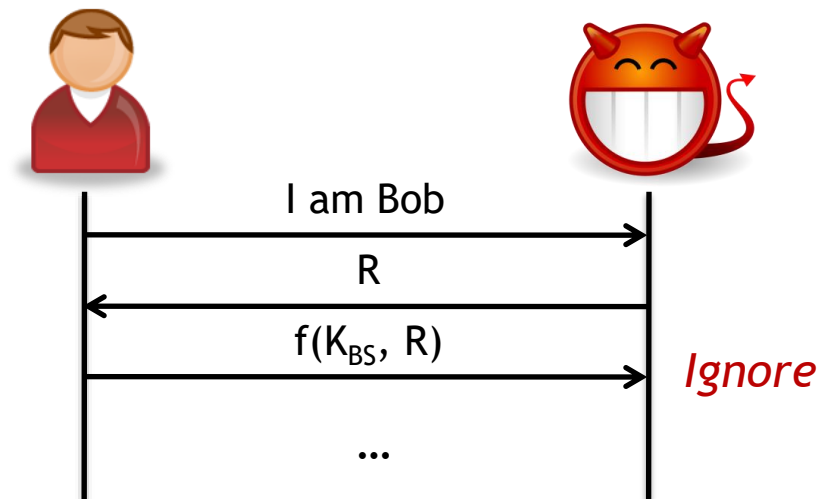 I am Bob
R
f(K_BS, R)
Ignore
...